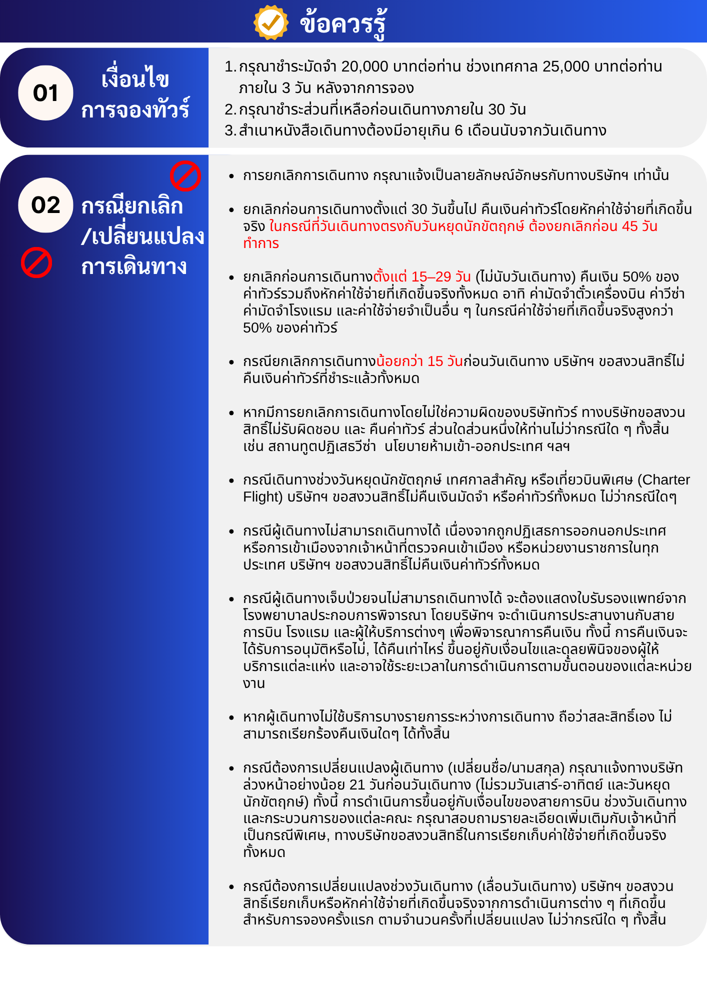 ข้อควรรู้
01
เงื่อนไข
การจองทัวร์
1. กรุณาชำระมัดจำ 20,000 บาทต่อท่าน ช่วงเทศกาล 25,000 บาทต่อท่าน
ภายใน 3 วัน หลังจากการจอง
2. กรุณาชำระส่วนที่เหลือก่อนเดินทางภายใน 30 วัน
3. สำเนาหนังสือเดินทางต้องมีอายุเกิน 6 เดือนนับจากวันเดินทาง
02
กรณียกเลิก
/เปลี่ยนแปลง
การเดินทาง
• การยกเลิกการเดินทาง กรุณาแจ้งเป็นลายลักษณ์อักษรกับทางบริษัทฯ เท่านั้น
• ยกเลิกก่อนการเดินทางตั้งแต่ 30 วันขึ้นไป คืนเงินค่าทัวร์โดยหักค่าใช้จ่ายที่เกิดขึ้น
จริง ในกรณีที่วันเดินทางตรงกับวันหยุดนักขัตฤกษ์ ต้องยกเลิกก่อน 45 วัน
ทำการ
• ยกเลิกก่อนการเดินทางตั้งแต่ 15–29 วัน (ไม่นับวันเดินทาง) คืนเงิน 50% ของ
ค่าทัวร์รวมถึงหักค่าใช้จ่ายที่เกิดขึ้นจริงทั้งหมด อาทิ ค่ามัดจำตั๋วเครื่องบิน ค่าวีซ่า
ค่ามัดจำโรงแรม และค่าใช้จ่ายจำเป็นอื่น ๆ ในกรณีค่าใช้จ่ายที่เกิดขึ้นจริงสูงกว่า
50% ของค่าทัวร์
• กรณียกเลิกการเดินทางน้อยกว่า 15 วันก่อนวันเดินทาง บริษัทฯ ขอสงวนสิทธิ์ไม่
คืนเงินค่าทัวร์ที่ชำระแล้วทั้งหมด
• หากมีการยกเลิกการเดินทางโดยไม่ใช่ความผิดของบริษัททัวร์ ทางบริษัทขอสงวน
สิทธิ์ไม่รับผิดชอบ และ คืนค่าทัวร์ ส่วนใดส่วนหนึ่งให้ท่านไม่ว่ากรณีใด ๆ ทั้งสิ้น
เช่น สถานทูตปฏิเสธวีซ่า นโยบายห้ามเข้า-ออกประเทศ ฯลฯ
• กรณีเดินทางช่วงวันหยุดนักขัตฤกษ์ เทศกาลสำคัญ หรือเที่ยวบินพิเศษ (Charter
Flight) บริษัทฯ ขอสงวนสิทธิ์ไม่คืนเงินมัดจำ หรือค่าทัวร์ทั้งหมด ไม่ว่ากรณีใดๆ
• กรณีผู้เดินทางไม่สามารถเดินทางได้ เนื่องจากถูกปฏิเสธการออกนอกประเทศ
หรือการเข้าเมืองจากเจ้าหน้าที่ตรวจคนเข้าเมือง หรือหน่วยงานราชการในทุก
ประเทศ บริษัทฯ ขอสงวนสิทธิ์ไม่คืนเงินค่าทัวร์ทั้งหมด
• กรณีผู้เดินทางเจ็บป่วยจนไม่สามารถเดินทางได้ จะต้องแสดงใบรับรองแพทย์จาก
โรงพยาบาลประกอบการพิจารณา โดยบริษัทฯ จะดำเนินการประสานงานกับสาย
การบิน โรงแรม และผู้ให้บริการต่างๆ เพื่อพิจารณาการคืนเงิน ทั้งนี้ การคืนเงินจะ
ได้รับการอนุมัติหรือไม่, ได้คืนเท่าไหร่ ขึ้นอยู่กับเงื่อนไขและดุลยพินิจของผู้ให้
บริการแต่ละแห่ง และอาจใช้ระยะเวลาในการดำเนินการตามขั้นตอนของแต่ละหน่วย
งาน
• หากผู้เดินทางไม่ใช้บริการบางรายการระหว่างการเดินทาง ถือว่าสละสิทธิ์เอง ไม่
สามารถเรียกร้องคืนเงินใดๆ ได้ทั้งสิ้น
• กรณีต้องการเปลี่ยนแปลงผู้เดินทาง (เปลี่ยนชื่อ/นามสกุล) กรุณาแจ้งทางบริษัท
ล่วงหน้าอย่างน้อย 21 วันก่อนวันเดินทาง (ไม่รวมวันเสาร์-อาทิตย์ และวันหยุด
นักขัตฤกษ์) ทั้งนี้ การดำเนินการขึ้นอยู่กับเงื่อนไขของสายการบิน ช่วงวันเดินทาง
และกระบวนการของแต่ละคณะ กรุณาสอบถามรายละเอียดเพิ่มเติมกับเจ้าหน้าที่
เป็นกรณีพิเศษ, ทางบริษัทขอสงวนสิทธิ์ในการเรียกเก็บค่าใช้จ่ายที่เกิดขึ้นจริง
ทั้งหมด
• กรณีต้องการเปลี่ยนแปลงช่วงวันเดินทาง (เลื่อนวันเดินทาง) บริษัทฯ ขอสงวน
สิทธิ์เรียกเก็บหรือหักค่าใช้จ่ายที่เกิดขึ้นจริงจากการดำเนินการต่าง ๆ ที่เกิดขึ้น
สำหรับการจองครั้งแรก ตามจำนวนครั้งที่เปลี่ยนแปลง ไม่ว่ากรณีใด ๆ ทั้งสิ้น